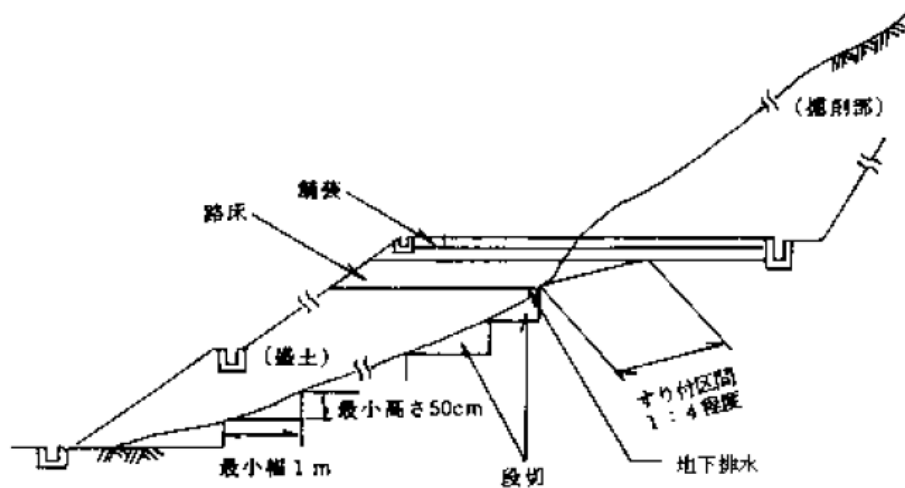 (掘削部)
舗装
路床
(盛土)
最小高さ50cm
最小幅1m
すり付区間
1:4程度
段切
地下排水